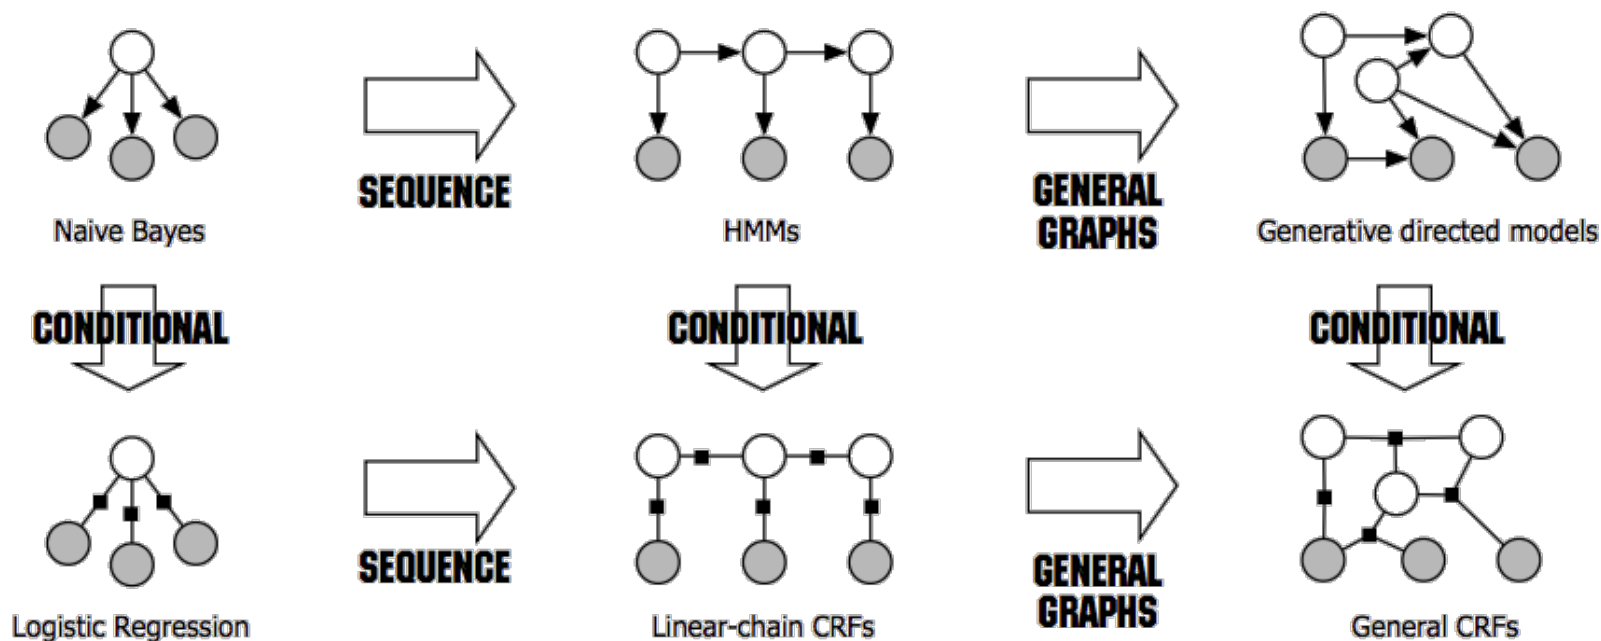 SEQUENCE
GENERAL
GRAPHS
Naive Bayes
HMMs
Generative directed models
CONDITIONAL
CONDITIONAL
CONDITIONAL
SEQUENCE
GENERAL
GRAPHS
Logistic Regression
Linear-chain CRFs
General CRFs